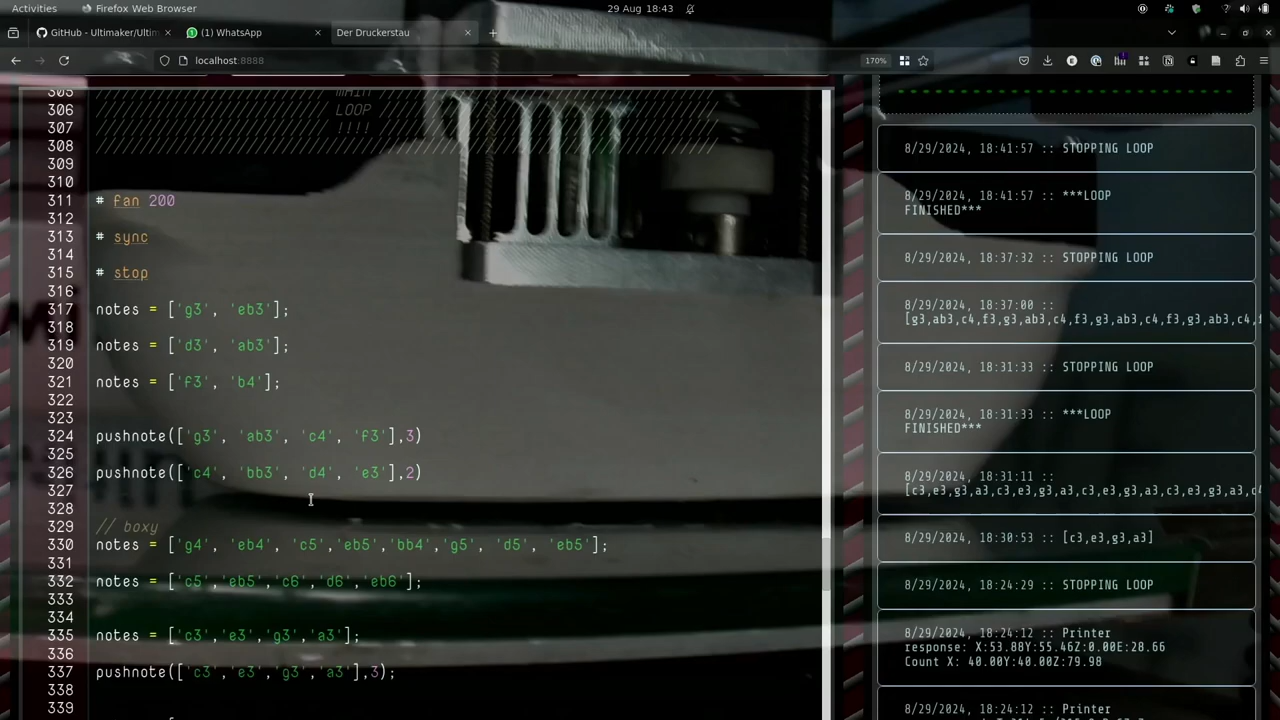 Activities
Firefox Web Browser
29 Aug 18:43
GitHub - Ultimaker/Ultim
(1) WhatsApp
Der Druckerstau
localhost:8888
170%
305
MAIN
306
LOOP
307
!!!!
308
309
310
311 # fan 200
312
313 # sync
314
315 # stop
316
317 notes = ['g3', 'eb3'];
318
319 notes = ['d3', 'ab3'];
320
321 notes = ['f3', 'b4'];
322
323
324 pushnote(['g3', 'ab3', 'c4', 'f3'],3)
325
326 pushnote(['c4', 'bb3', 'd4', 'e3'],2)
327
328
329 // boxy
330 notes = ['g4', 'eb4', 'c5','eb5','bb4','g5', 'd5', 'eb5'];
331
332 notes = ['c5','eb5','c6','d6','eb6'];
333
334
335 notes = ['c3','e3','g3','a3'];
336
337 pushnote(['c3','e3','g3','a3'],3);
338
339
8/29/2024, 18:41:57 :: STOPPING LOOP
8/29/2024, 18:41:57 :: ***LOOP
FINISHED***
8/29/2024, 18:37:32 :: STOPPING LOOP
8/29/2024, 18:37:00 ::
[g3,ab3,c4,f3,g3,ab3,c4,f3,g3,ab3,c4,f3,g3,ab3,c4,f
8/29/2024, 18:31:33 :: STOPPING LOOP
8/29/2024, 18:31:33 :: ***LOOP
FINISHED***
8/29/2024, 18:31:11 ::
[c3,e3,g3,a3,c3,e3,g3,a3,c3,e3,g3,a3,c3,e3,g3,a3,c
8/29/2024, 18:30:53 :: [c3,e3,g3,a3]
8/29/2024, 18:24:29 :: STOPPING LOOP
8/29/2024, 18:24:12 :: Printer
response: X:53.88Y:55.46Z:0.00E:28.66
Count X: 40.00Y:40.00Z:79.98
8/29/2024, 18:24:12 :: Printer